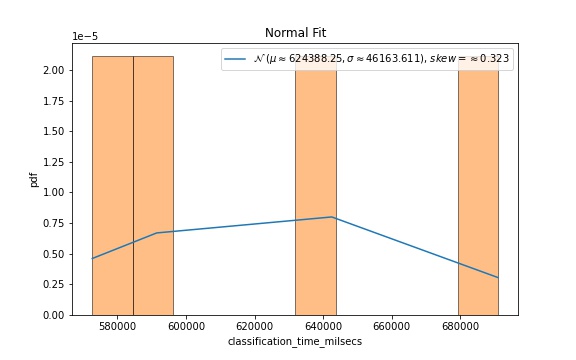 Normal Fit
1e−5
𝒩 (μ ≈ 624388.25, σ ≈ 46163.611), skew = ≈ 0.323
2.00
1.75
1.50
1.25
1.00
0.75
0.50
0.25
0.00
pdf
580000 600000 620000 640000 660000 680000
classification_time_milsecs